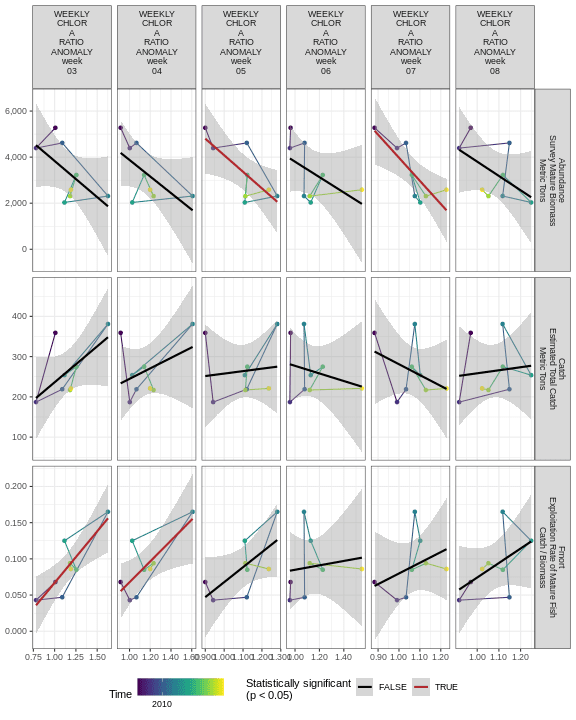 WEEKLY CHLOR A RATIO ANOMALY week 03
WEEKLY CHLOR A RATIO ANOMALY week 04
WEEKLY CHLOR A RATIO ANOMALY week 05
WEEKLY CHLOR A RATIO ANOMALY week 06
WEEKLY CHLOR A RATIO ANOMALY week 07
WEEKLY CHLOR A RATIO ANOMALY week 08
6,000
4,000
2,000
0
Abundance
Survey Mature Biomass
Metric Tons
400
300
200
100
Catch
Estimated Total Catch
Metric Tons
0.200
0.150
0.100
0.050
0.000
Fmort
Exploitation Rate of Mature Fish
Catch / Biomass
0.75 1.00 1.25 1.50
1.00 1.20 1.40 1.60
0.900 1.000 1.100 1.200 1.300
1.00 1.20 1.40
0.90 1.00 1.10 1.20
1.00 1.10 1.20
Time
2010
Statistically significant
(p < 0.05)
FALSE
TRUE